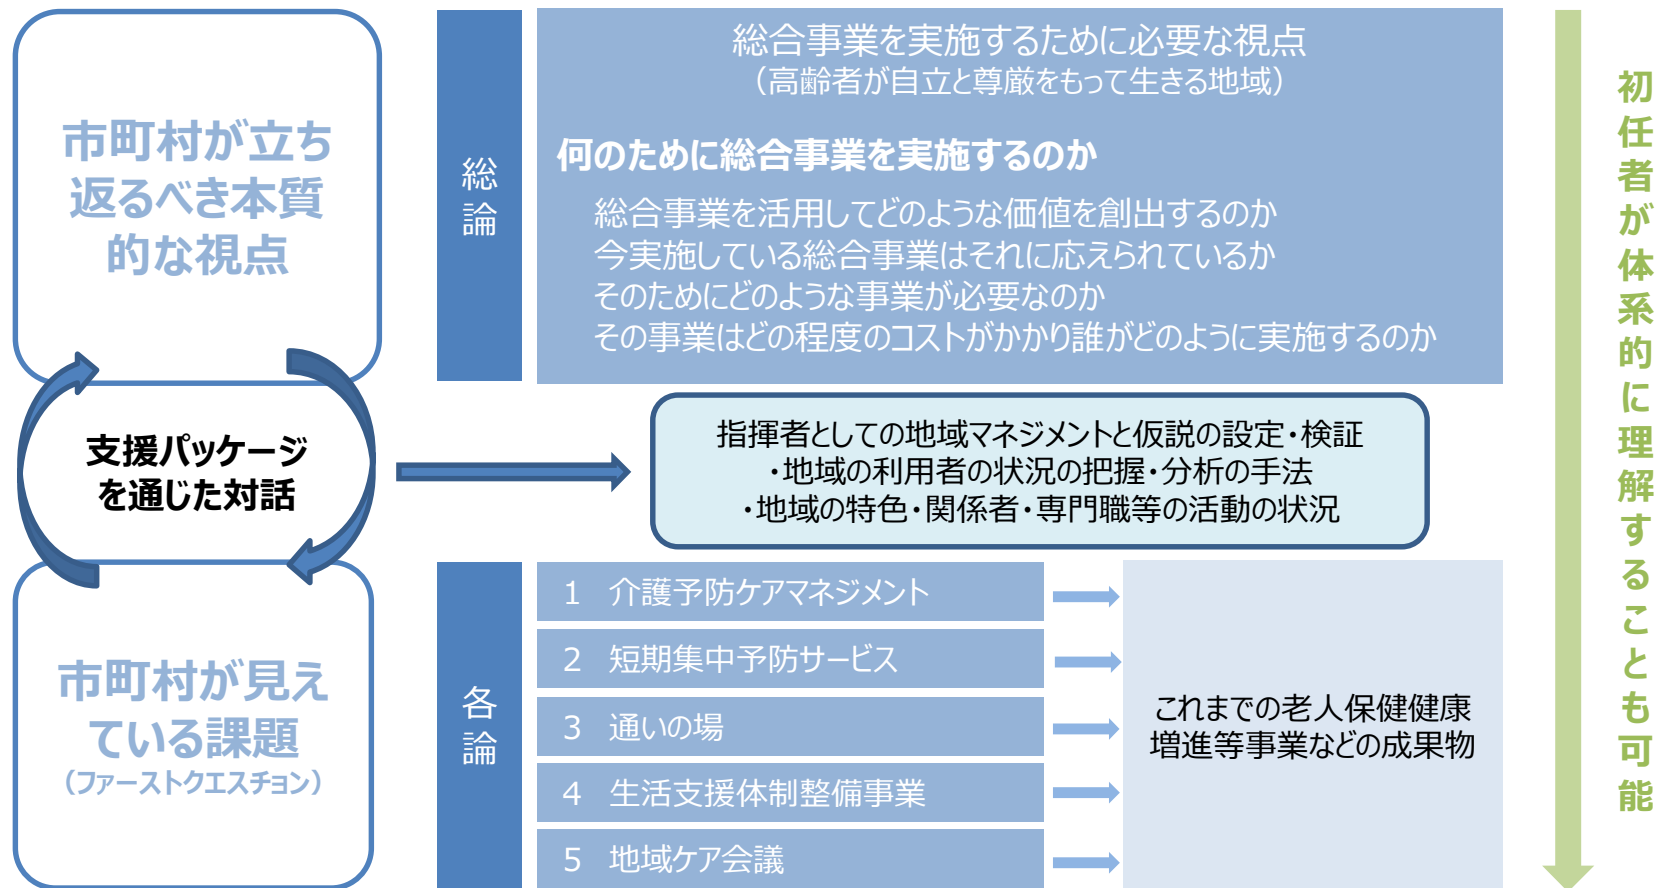 市町村が立ち
返るべき本質
的な視点
支援パッケージ
を通じた対話
市町村が見え
ている課題
（ファーストクエスチョン）
総論
総合事業を実施するために必要な視点
（高齢者が自立と尊厳をもって生きる地域）
何のために総合事業を実施するのか
総合事業を活用してどのような価値を創出するのか
今実施している総合事業はそれに応えられているか
そのためにどのような事業が必要なのか
その事業はどの程度のコストがかかり誰がどのように実施するのか
指揮者としての地域マネジメントと仮説の設定・検証
・地域の利用者の状況の把握・分析の手法
・地域の特色・関係者・専門職等の活動の状況
各論
1 介護予防ケアマネジメント
2 短期集中予防サービス
3 通いの場
4 生活支援体制整備事業
5 地域ケア会議
これまでの老人保健健康
増進等事業などの成果物
初任者が体系的に理解することも可能